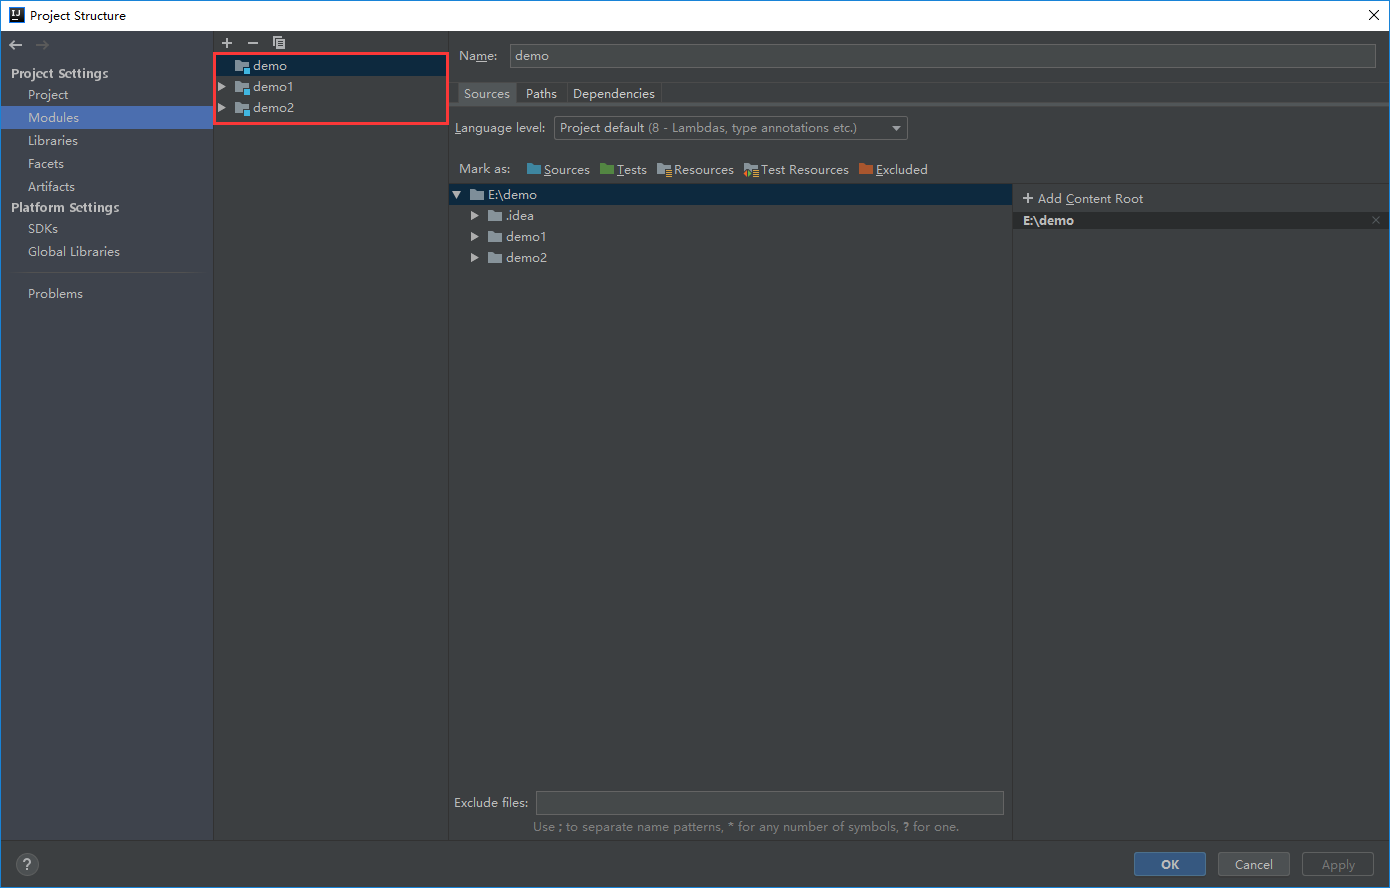 Project Structure
Project Settings
Project
Modules
Libraries
Facets
Artifacts
Platform Settings
SDKs
Global Libraries
Problems
demo
demo1
demo2
Name: demo
Sources Paths Dependencies
Language level: Project default (8 - Lambdas, type annotations etc.)
Mark as: Sources Tests Resources Test Resources Excluded
E:\demo
.idea
demo1
demo2
+ Add Content Root
E:\demo
Exclude files:
Use ; to separate name patterns, * for any number of symbols, ? for one.
? OK Cancel Apply